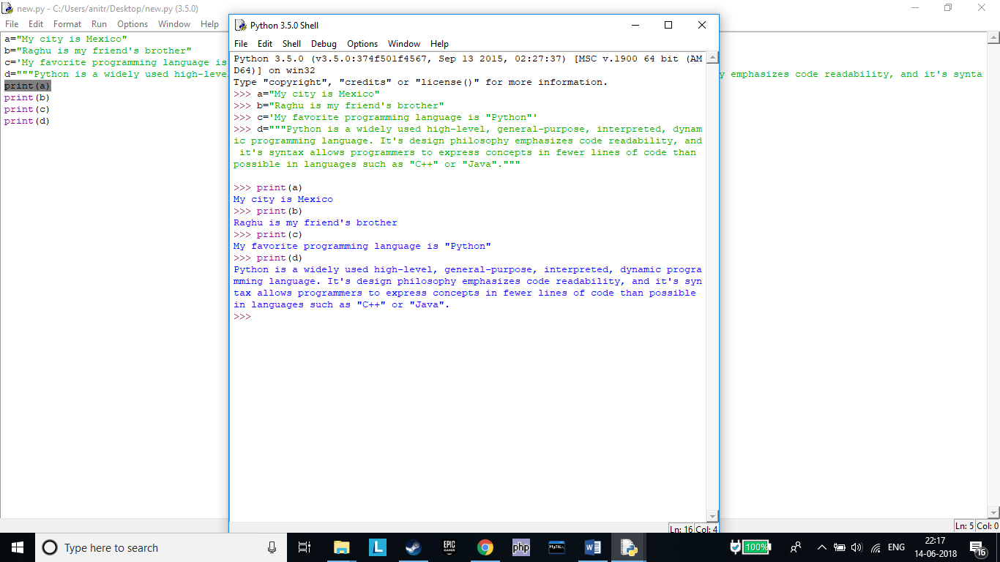 new.py - C:/Users/anitr/Desktop/new.py (3.5.0)
File Edit Format Run Options Window Help
a="My city is Mexico"
b="Raghu is my friend's brother"
c='My favorite programming language is
d="""Python is a widely used high-leve
y emphasizes code readability, and it's synta
print(a)
print(b)
print(c)
print(d)
Python 3.5.0 Shell
File Edit Shell Debug Options Window Help
Python 3.5.0 (v3.5.0:374f501f4567, Sep 13 2015, 02:27:37) [MSC v.1900 64 bit (AM
D64)] on win32
Type "copyright", "credits" or "license()" for more information.
>>> a="My city is Mexico"
>>> b="Raghu is my friend's brother"
>>> c='My favorite programming language is "Python"'
>>> d="""Python is a widely used high-level, general-purpose, interpreted, dynam
ic programming language. It's design philosophy emphasizes code readability, and
 it's syntax allows programmers to express concepts in fewer lines of code than
possible in languages such as "C++" or "Java"."""
>>> print(a)
My city is Mexico
>>> print(b)
Raghu is my friend's brother
>>> print(c)
My favorite programming language is "Python"
>>> print(d)
Python is a widely used high-level, general-purpose, interpreted, dynamic progra
mming language. It's design philosophy emphasizes code readability, and it's syn
tax allows programmers to express concepts in fewer lines of code than possible
in languages such as "C++" or "Java".
>>>
Ln: 16 Col: 4
Ln: 5 Col: 0
Type here to search
L
EPIC GAMES
php
MySQL
W
100%
ENG
22:17
14-06-2018
16